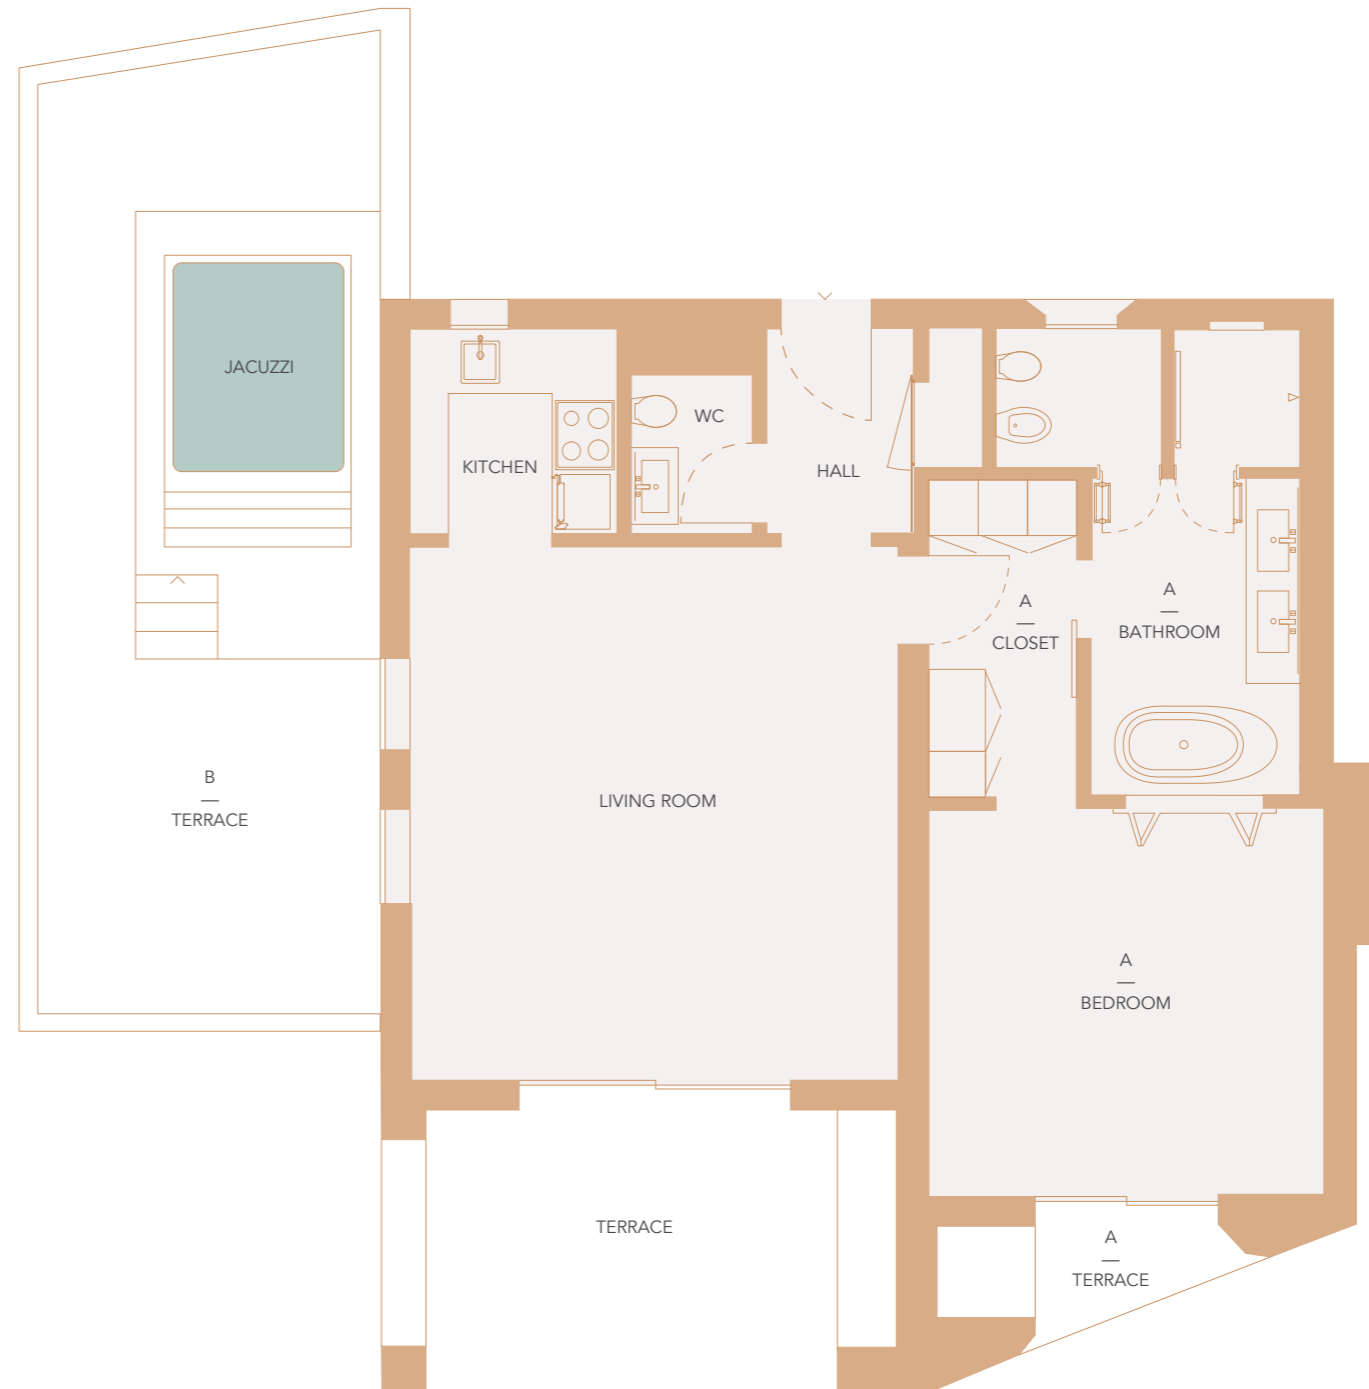 JACUZZI
WC
KITCHEN
HALL
A
CLOSET
A
BATHROOM
B
TERRACE
LIVING ROOM
A
BEDROOM
TERRACE
A
TERRACE